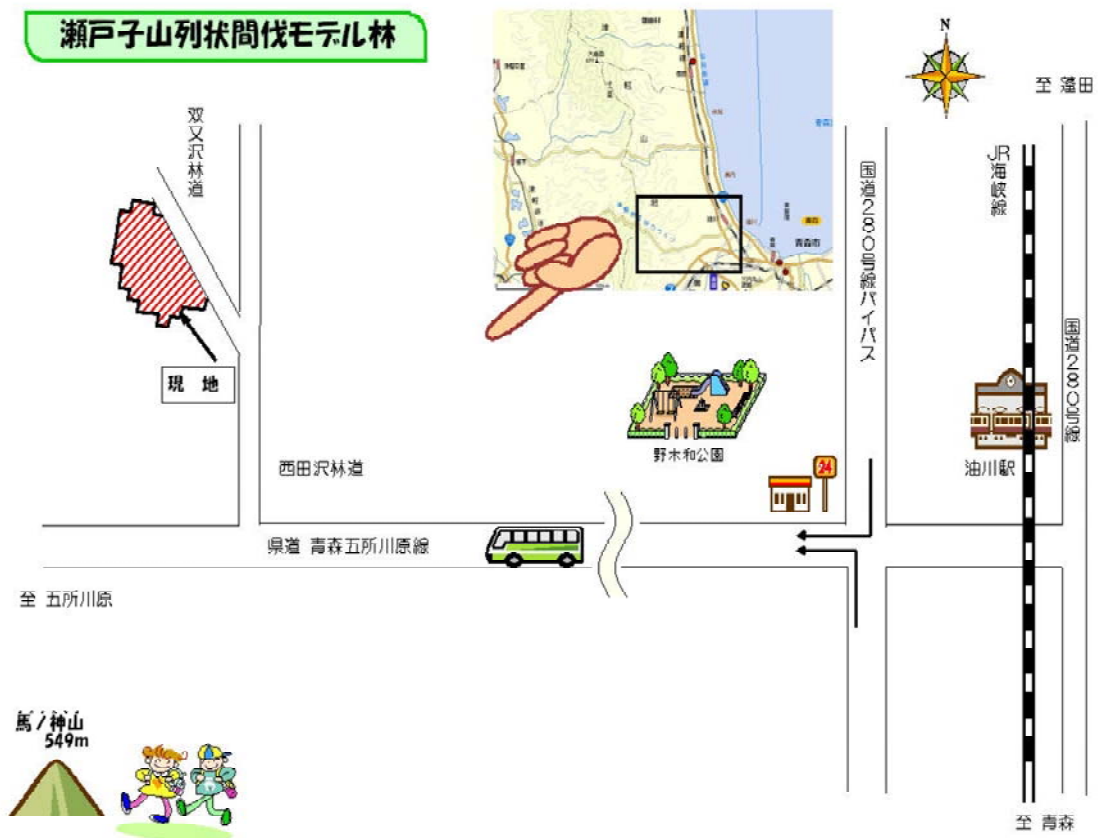 瀬戸子山列状間伐モデル林
N
至 蓬田
双又沢林道
国道280号線バイパス
JR海峡線
国道280号線
現 地
青森市
野木和公園
24
油川駅
西田沢林道
県道 青森五所川原線
至 五所川原
馬ノ神山
549m
至 青森